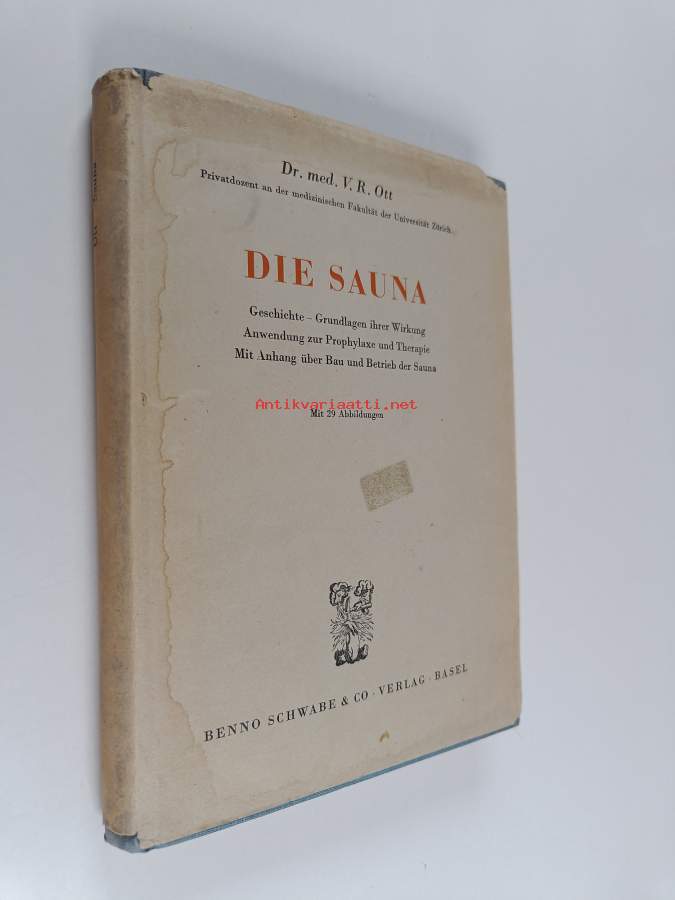 Ott Sauna
Dr. med. V. R. Ott
Privatdozent an der medizinischen Fakultät der Universität Zürich
DIE SAUNA
Geschichte – Grundlagen ihrer Wirkung
Anwendung zur Prophylaxe und Therapie
Mit Anhang über Bau und Betrieb der Sauna
Antikvariaatti.net
Mit 29 Abbildungen
BENNO SCHWABE & CO · VERLAG · BASEL